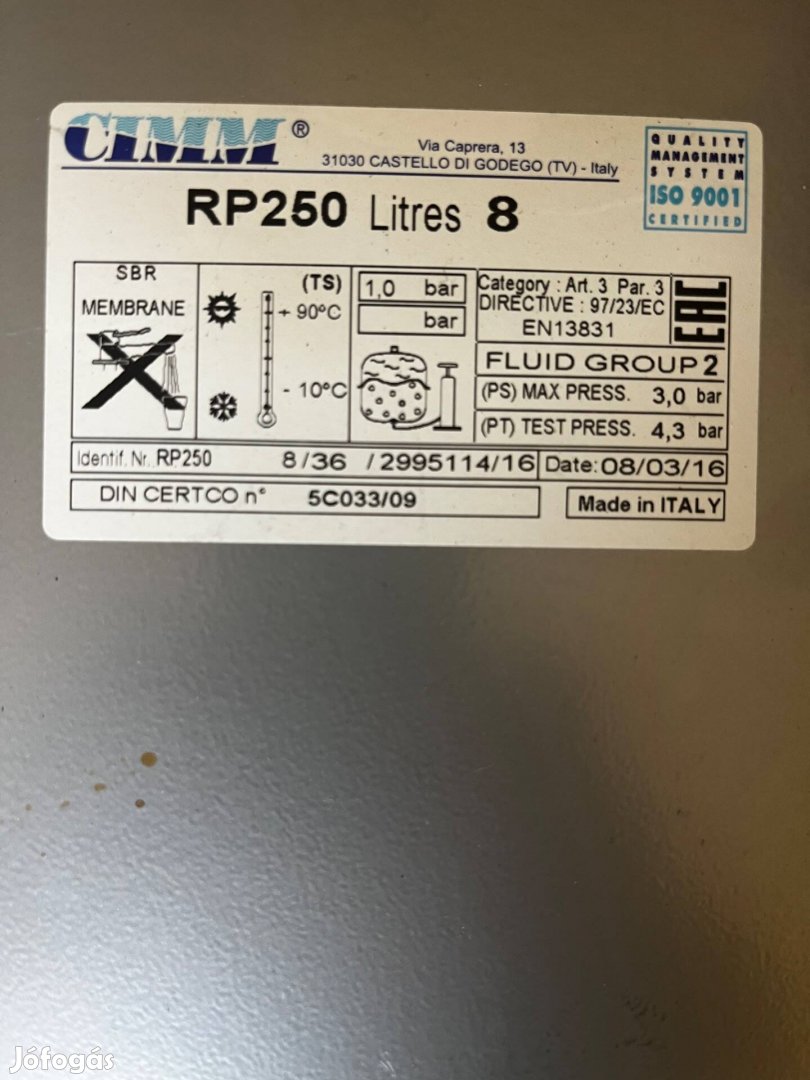 CIMM ®
Via Caprera, 13
31030 CASTELLO DI GODEGO (TV) - Italy
QUALITY
MANAGEMENT
SYSTEM
ISO 9001
CERTIFIED
RP250 Litres 8
SBR
MEMBRANE
(TS)
+ 90°C
- 10°C
1,0 bar
bar
Category : Art. 3 Par. 3
DIRECTIVE : 97/23/EC
EN13831
EAC
FLUID GROUP 2
(PS) MAX PRESS. 3,0 bar
(PT) TEST PRESS. 4,3 bar
Identif. Nr. RP250 8/36 / 2995114/16 Date: 08/03/16
DIN CERTCO n° 5C033/09
Made in ITALY
Jófogás